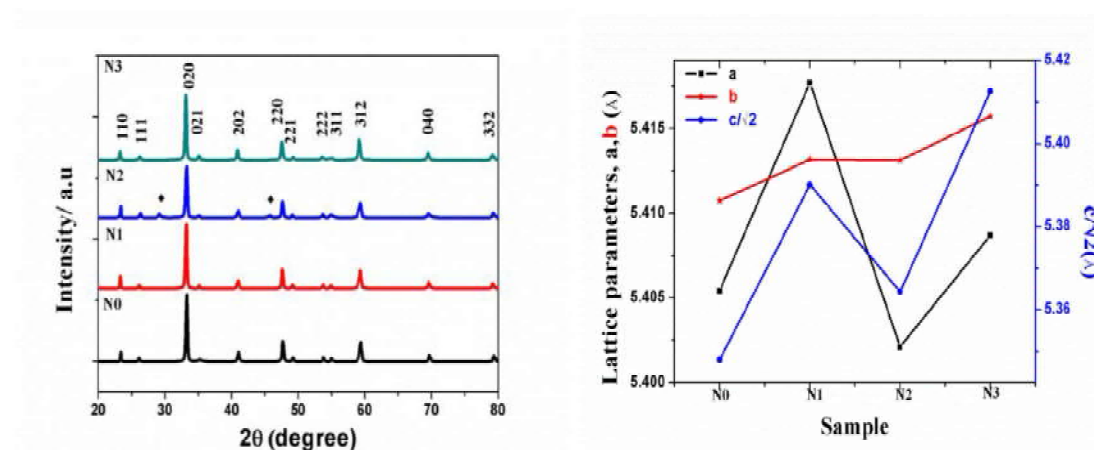 N3
020
110
111
021
202
220
221
222
311
312
040
332
N2
♦
♦
N1
N0
Intensity/ a.u
20 30 40 50 60 70 80
2θ (degree)
a
b
c/√2
5.415
5.410
5.405
5.400
Lattice parameters, a,b (Å)
5.42
5.40
5.38
5.36
c/√2(Å)
N0 N1 N2 N3
Sample